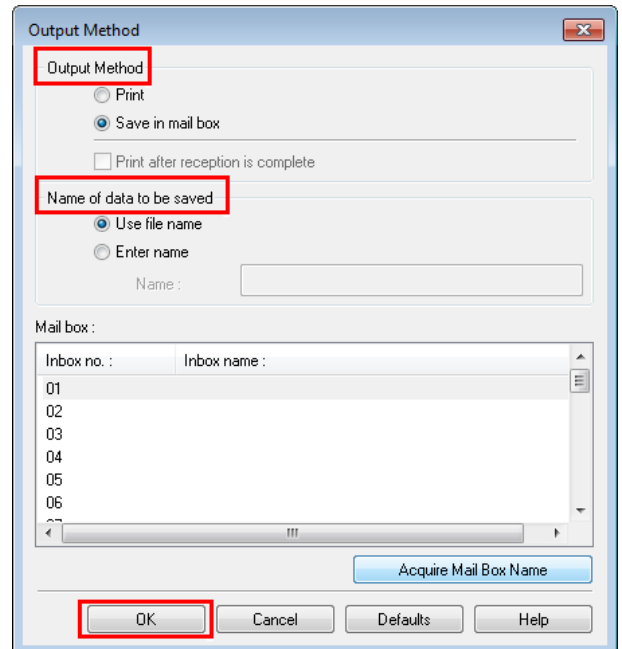 Output Method
Output Method
Print
Save in mail box
Print after reception is complete
Name of data to be saved
Use file name
Enter name
Name :
Mail box :
Inbox no. : Inbox name :
01
02
03
04
05
06
07
Acquire Mail Box Name
OK Cancel Defaults Help